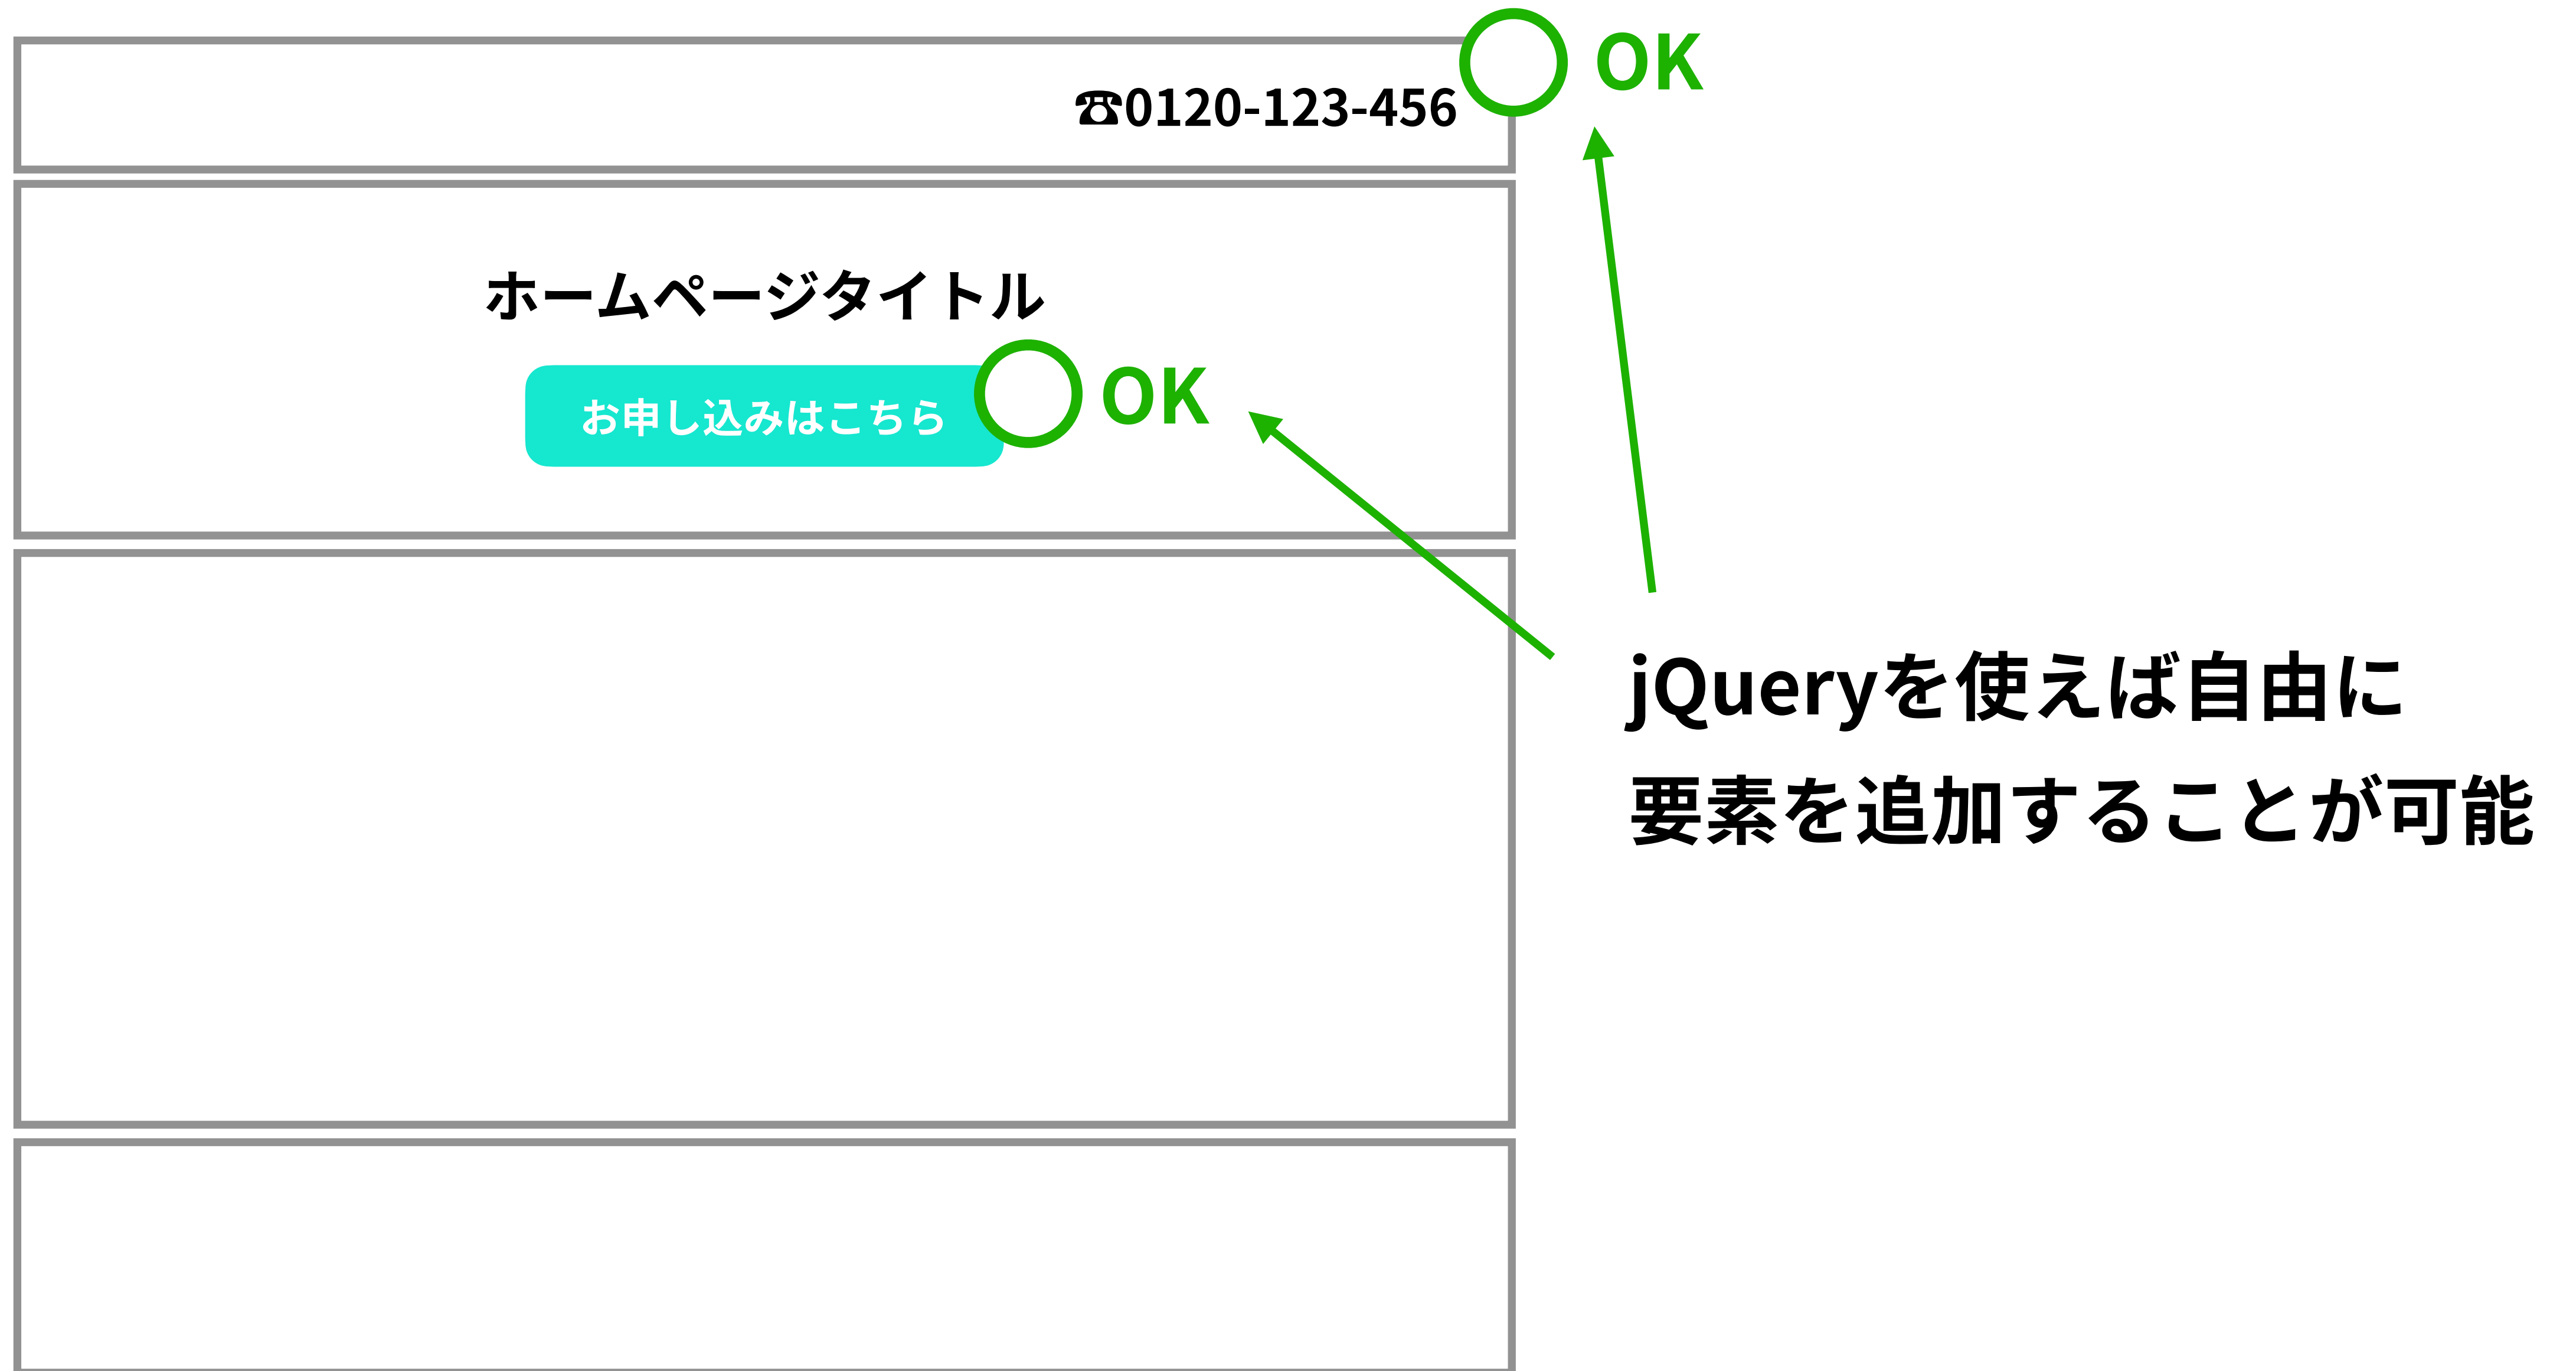 OK
☎0120-123-456
ホームページタイトル
お申し込みはこちら
OK
jQueryを使えば自由に
要素を追加することが可能